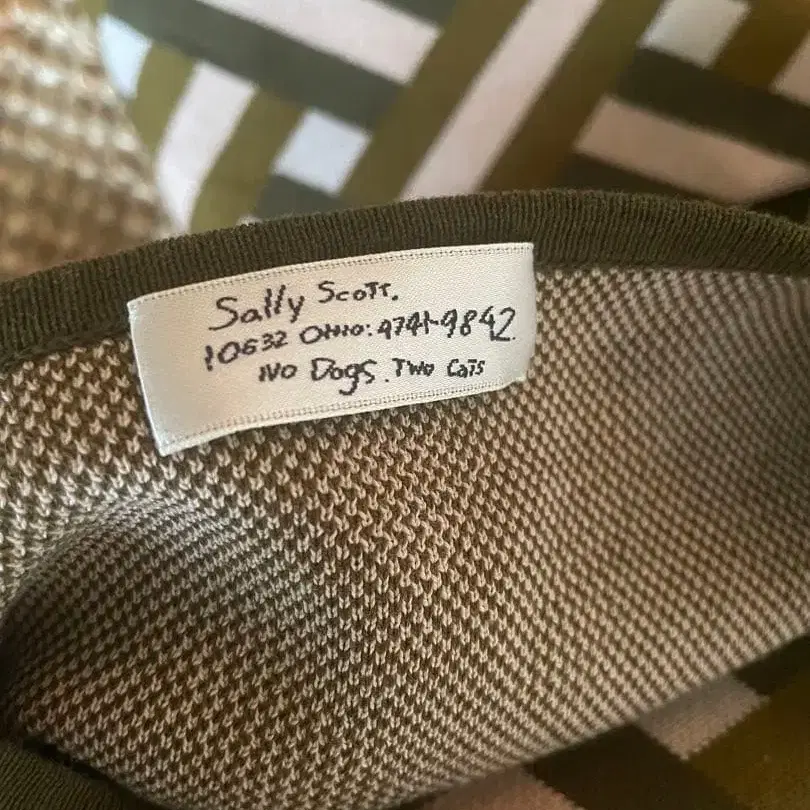 Sally Scott.
10632 Ohio: 4741-9842.
No Dogs. Two Cats